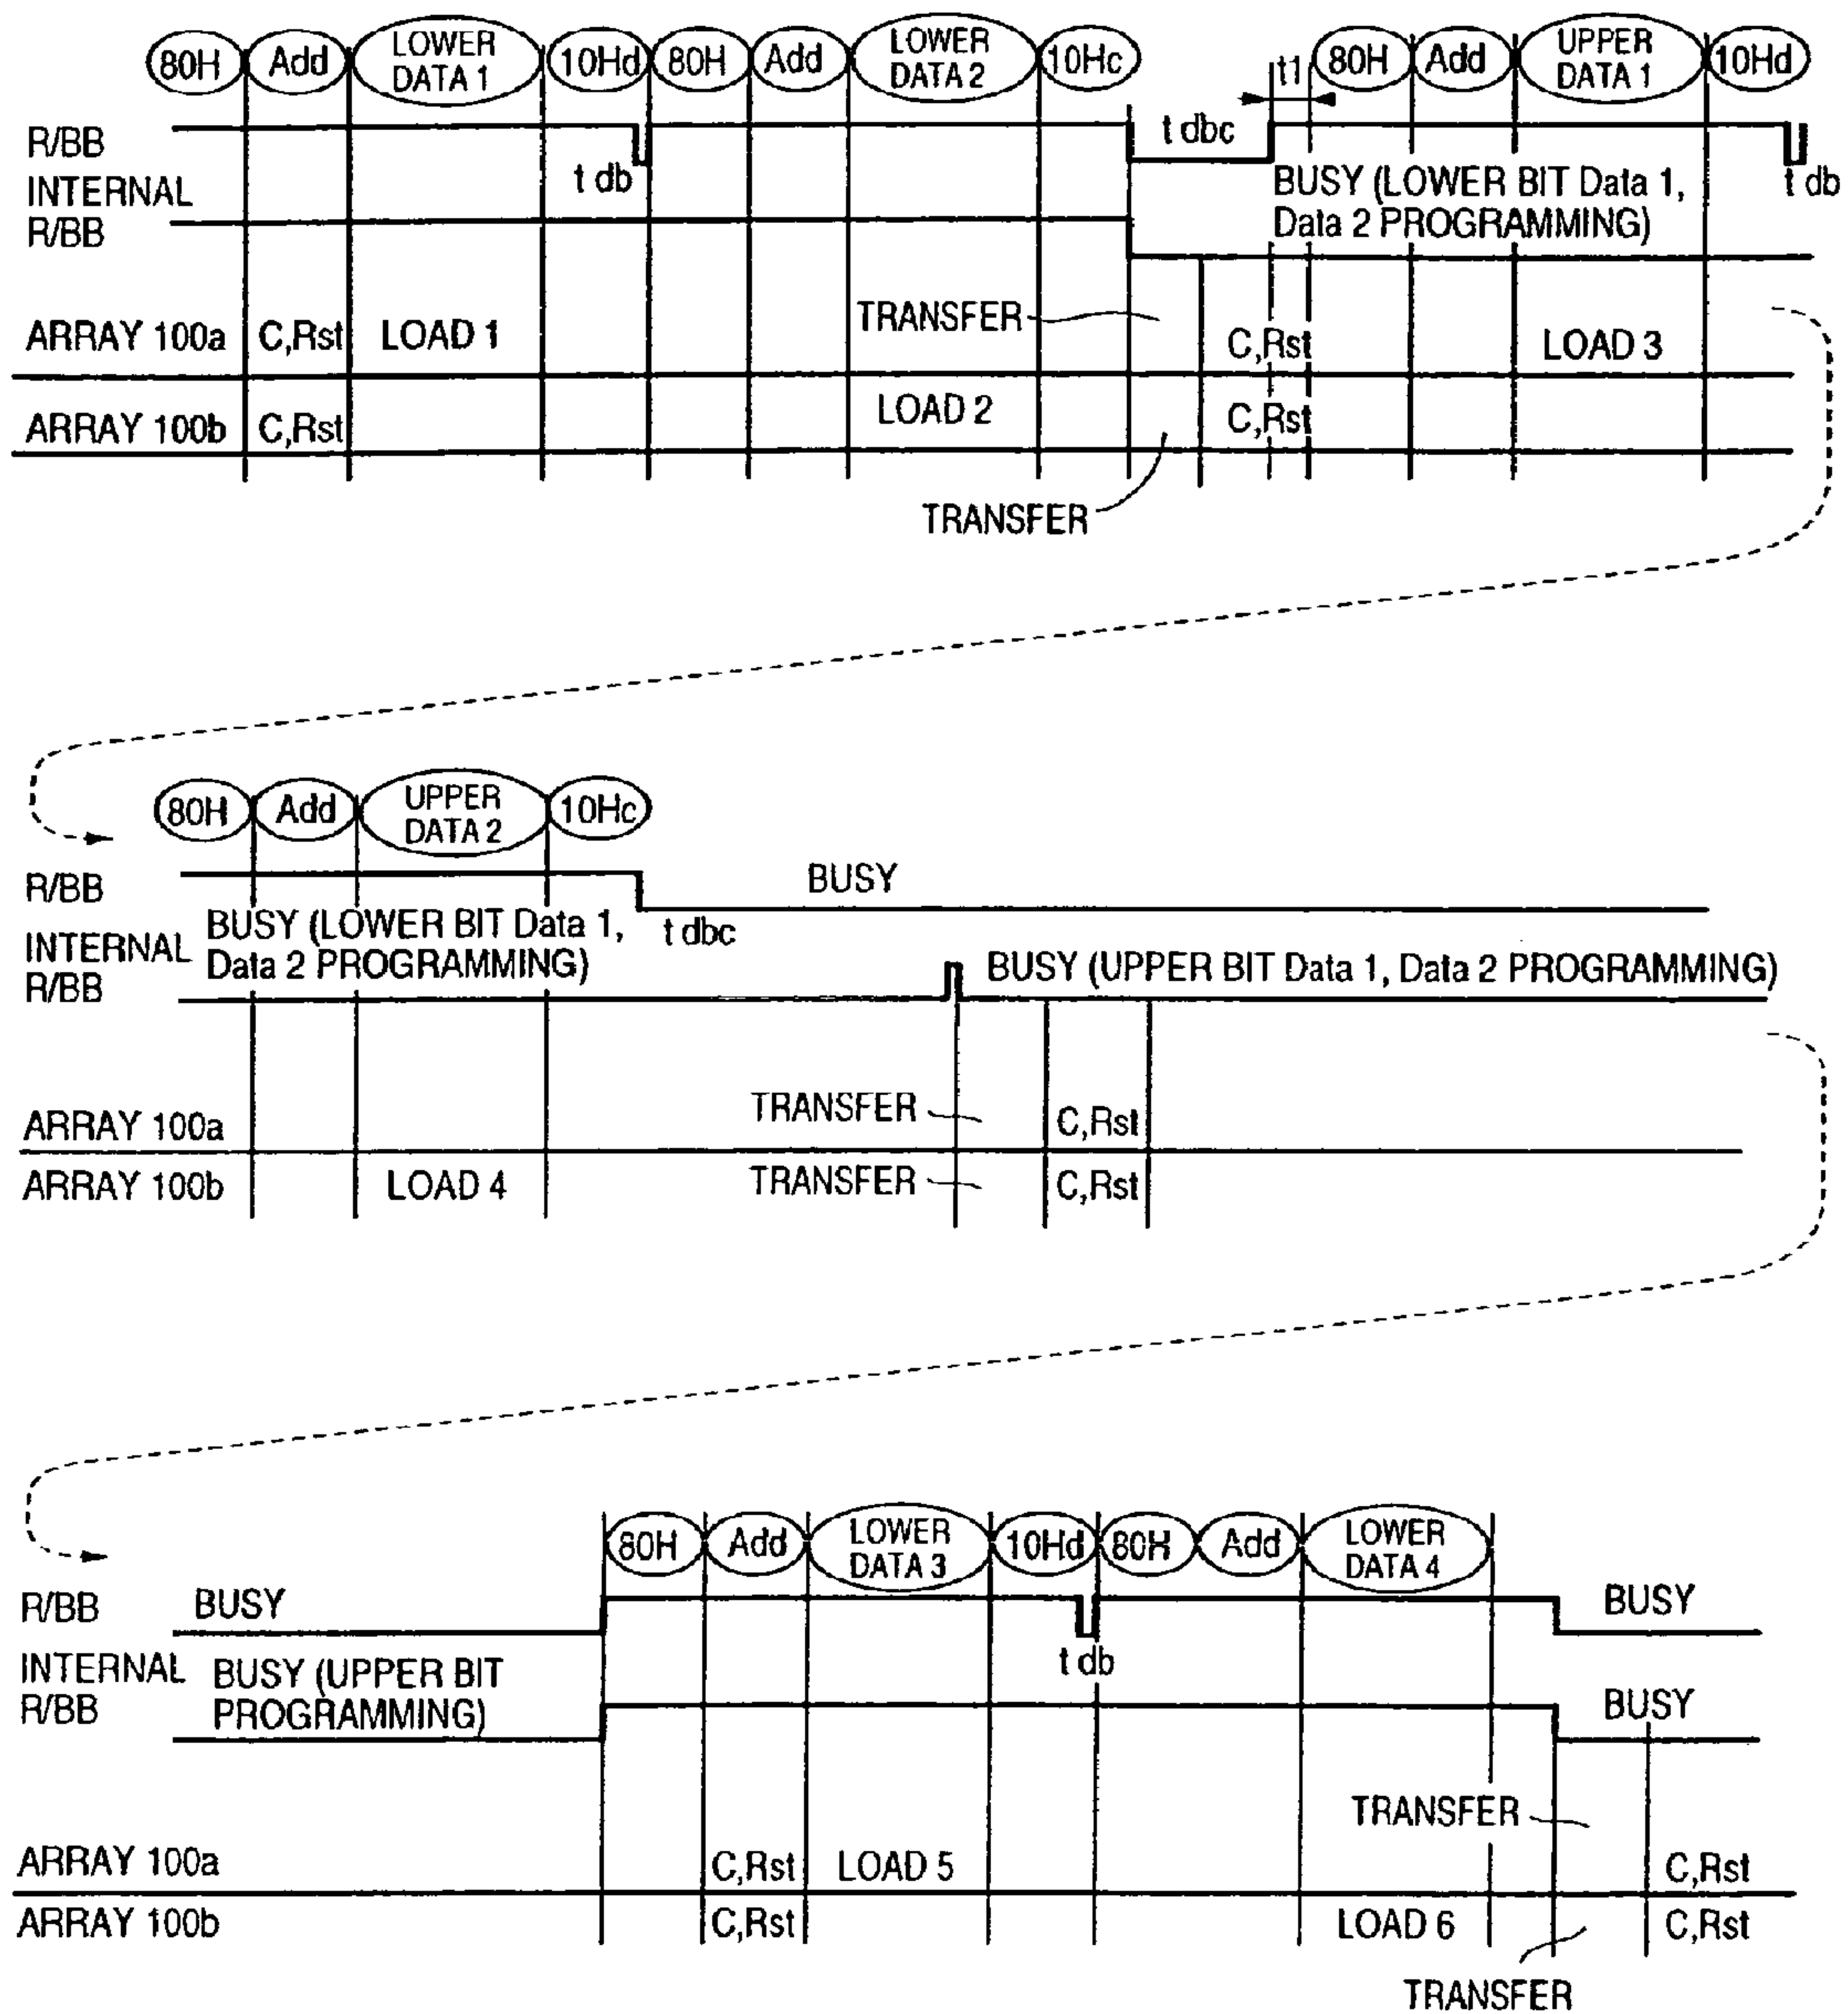 80H Add LOWER DATA 1 10Hd 80H Add LOWER DATA 2 10Hc t1 80H Add UPPER DATA 1 10Hd
R/BB
t db
t dbc
t db
INTERNAL R/BB
BUSY (LOWER BIT Data 1,
Data 2 PROGRAMMING)
TRANSFER
ARRAY 100a C,Rst LOAD 1 C,Rst LOAD 3
ARRAY 100b C,Rst LOAD 2 C,Rst
TRANSFER
80H Add UPPER DATA 2 10Hc
R/BB BUSY
t dbc
INTERNAL R/BB
BUSY (LOWER BIT Data 1,
Data 2 PROGRAMMING)
BUSY (UPPER BIT Data 1, Data 2 PROGRAMMING)
ARRAY 100a TRANSFER C,Rst
ARRAY 100b LOAD 4 TRANSFER C,Rst
80H Add LOWER DATA 3 10Hd 80H Add LOWER DATA 4
R/BB BUSY BUSY
t db
INTERNAL R/BB
BUSY (UPPER BIT
PROGRAMMING)
BUSY
TRANSFER
ARRAY 100a C,Rst LOAD 5 C,Rst
ARRAY 100b C,Rst LOAD 6 C,Rst
TRANSFER